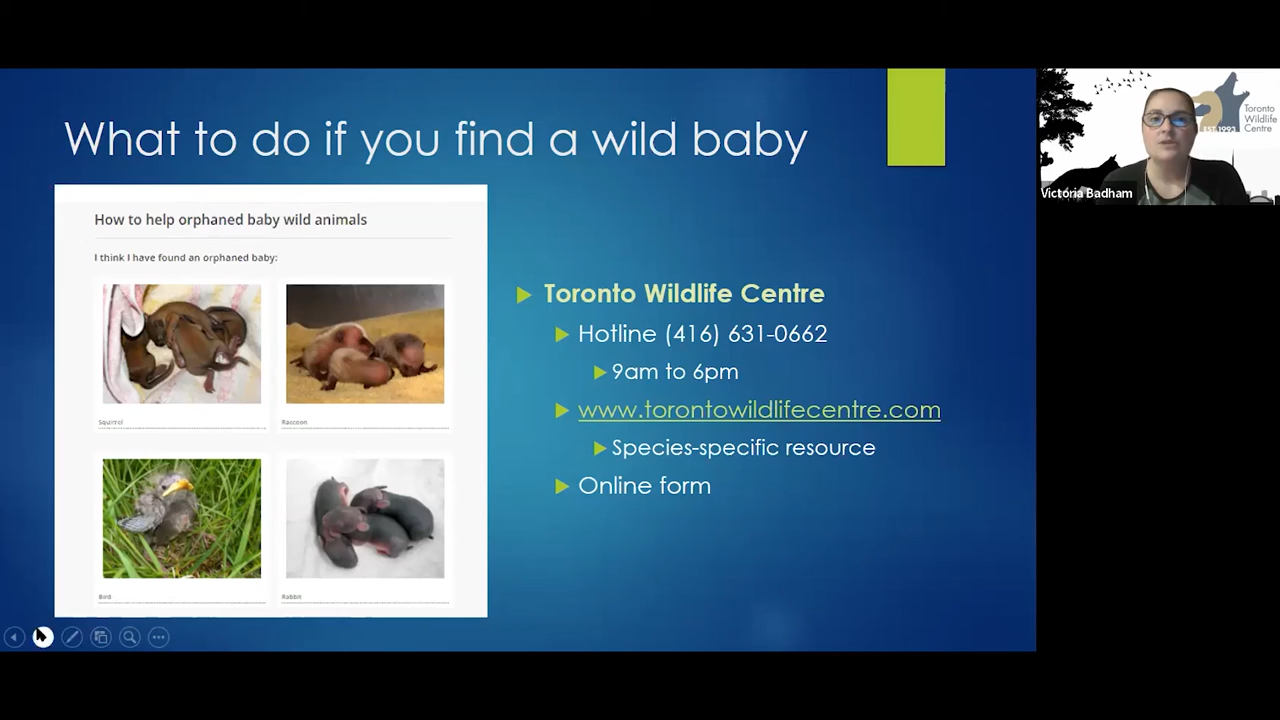 What to do if you find a wild baby
How to help orphaned baby wild animals
I think I have found an orphaned baby:
Squirrel
Raccoon
Bird
Rabbit
Toronto Wildlife Centre
Hotline (416) 631-0662
9am to 6pm
www.torontowildlifecentre.com
Species-specific resource
Online form
Toronto
Wildlife
Centre
EST. 1993
Victoria Badham